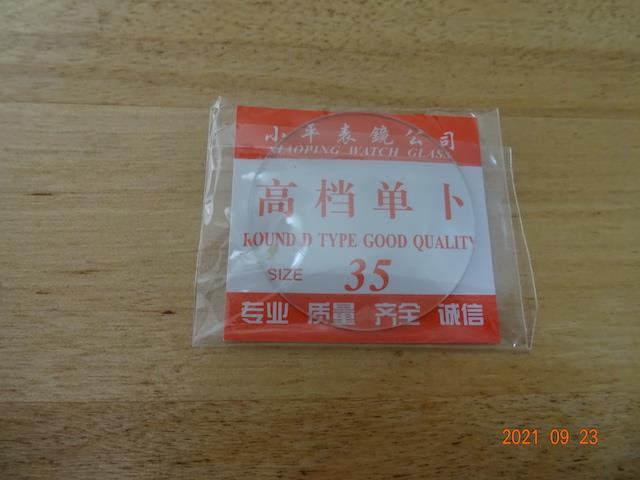 小平表鏡公司
XIAOPING WATCH GLASS
高档单卜
ROUND D TYPE GOOD QUALITY
SIZE 35
专业 质量 齐全 诚信
2021 09 23